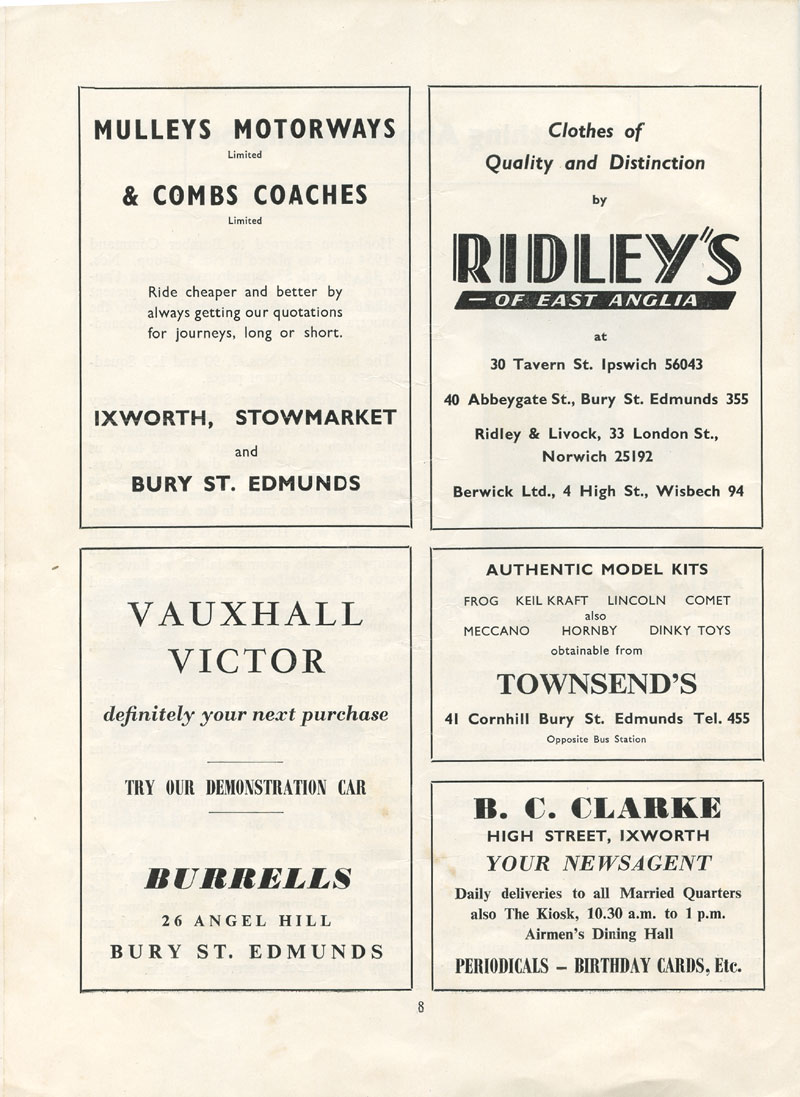 MULLEYS MOTORWAYS
Limited
& COMBS COACHES
Limited
Ride cheaper and better by
always getting our quotations
for journeys, long or short.
IXWORTH, STOWMARKET
and
BURY ST. EDMUNDS
Clothes of
Quality and Distinction
by
RIDLEY'S
— OF EAST ANGLIA
at
30 Tavern St. Ipswich 56043
40 Abbeygate St., Bury St. Edmunds 355
Ridley & Livock, 33 London St.,
Norwich 25192
Berwick Ltd., 4 High St., Wisbech 94
VAUXHALL
VICTOR
definitely your next purchase
TRY OUR DEMONSTRATION CAR
BURRELLS
26 ANGEL HILL
BURY ST. EDMUNDS
AUTHENTIC MODEL KITS
FROG KEIL KRAFT LINCOLN COMET
also
MECCANO HORNBY DINKY TOYS
obtainable from
TOWNSEND'S
41 Cornhill Bury St. Edmunds Tel. 455
Opposite Bus Station
B. C. CLARKE
HIGH STREET, IXWORTH
YOUR NEWSAGENT
Daily deliveries to all Married Quarters
also The Kiosk, 10.30 a.m. to 1 p.m.
Airmen's Dining Hall
PERIODICALS – BIRTHDAY CARDS, Etc.
8